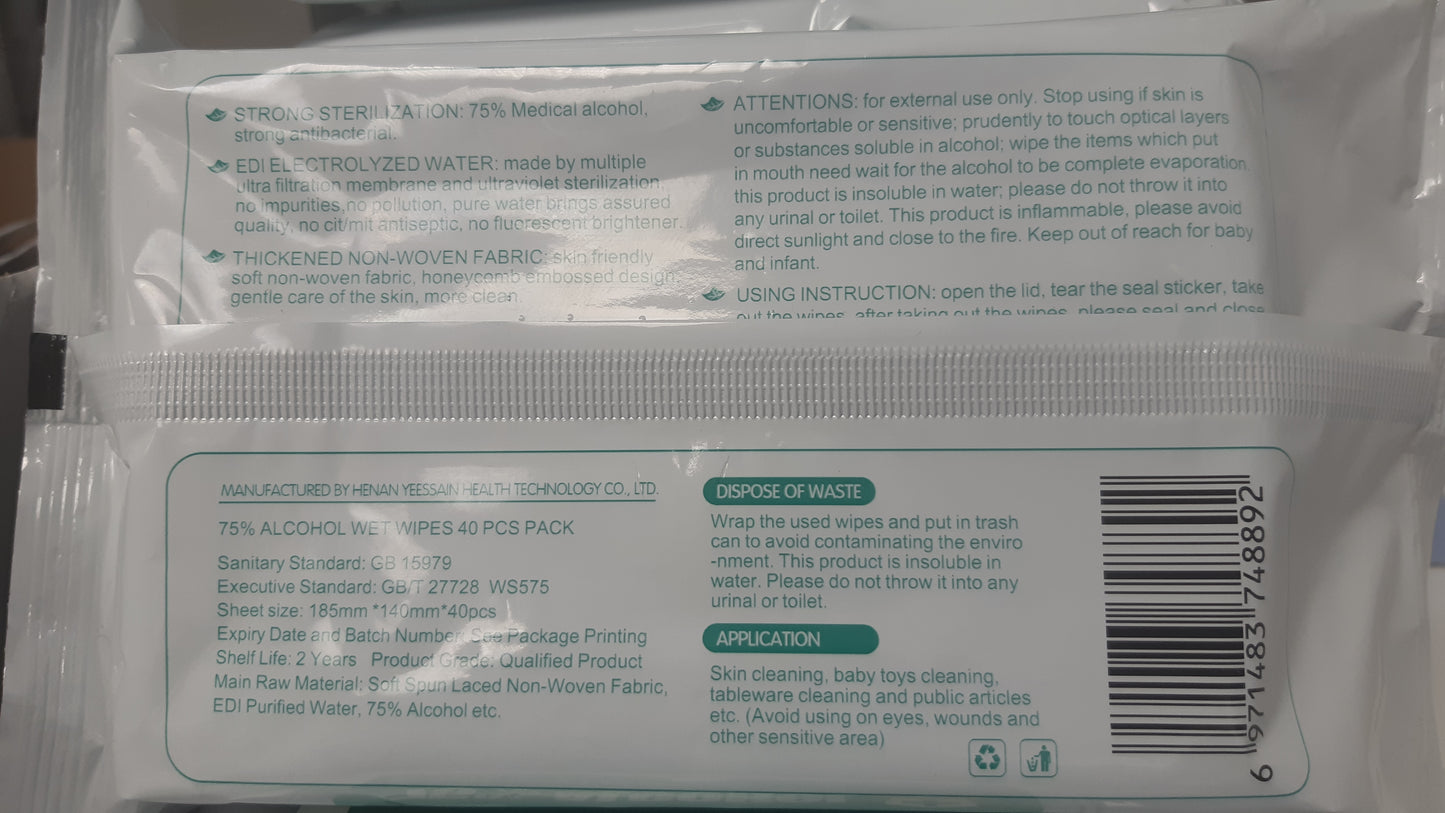 STRONG STERILIZATION: 75% Medical alcohol,
strong antibacterial.
EDI ELECTROLYZED WATER: made by multiple
ultra filtration membrane and ultraviolet sterilization,
no impurities,no pollution, pure water brings assured
quality, no cit/mit antiseptic, no fluorescent brightener.
THICKENED NON-WOVEN FABRIC: skin friendly
soft non-woven fabric, honeycomb embossed design,
gentle care of the skin, more clean.
ATTENTIONS: for external use only. Stop using if skin is
uncomfortable or sensitive; prudently to touch optical layers
or substances soluble in alcohol; wipe the items which put
in mouth need wait for the alcohol to be complete evaporation,
this product is insoluble in water; please do not throw it into
any urinal or toilet. This product is inflammable, please avoid
direct sunlight and close to the fire. Keep out of reach for baby
and infant.
USING INSTRUCTION: open the lid, tear the seal sticker, take
out the wipes, after taking out the wipes, please seal and close
MANUFACTURED BY HENAN YEESSAIN HEALTH TECHNOLOGY CO., LTD.
75% ALCOHOL WET WIPES 40 PCS PACK
Sanitary Standard: GB 15979
Executive Standard: GB/T 27728 WS575
Sheet size: 185mm *140mm*40pcs
Expiry Date and Batch Number: See Package Printing
Shelf Life: 2 Years Product Grade: Qualified Product
Main Raw Material: Soft Spun Laced Non-Woven Fabric,
EDI Purified Water, 75% Alcohol etc.
DISPOSE OF WASTE
Wrap the used wipes and put in trash
can to avoid contaminating the enviro
-nment. This product is insoluble in
water. Please do not throw it into any
urinal or toilet.
APPLICATION
Skin cleaning, baby toys cleaning,
tableware cleaning and public articles
etc. (Avoid using on eyes, wounds and
other sensitive area)
6 971483 748892